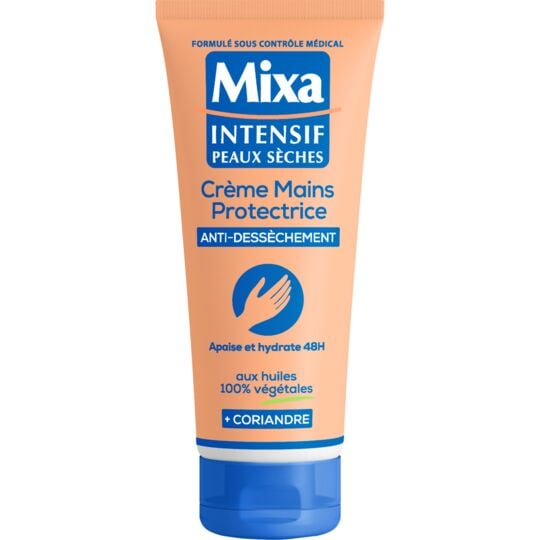 FORMULÉ SOUS CONTRÔLE MÉDICAL
Mixa
INTENSIF
PEAUX SÈCHES
Crème Mains
Protectrice
ANTI-DESSÈCHEMENT
Apaise et hydrate 48H
aux huiles
100% végétales
+ CORIANDRE